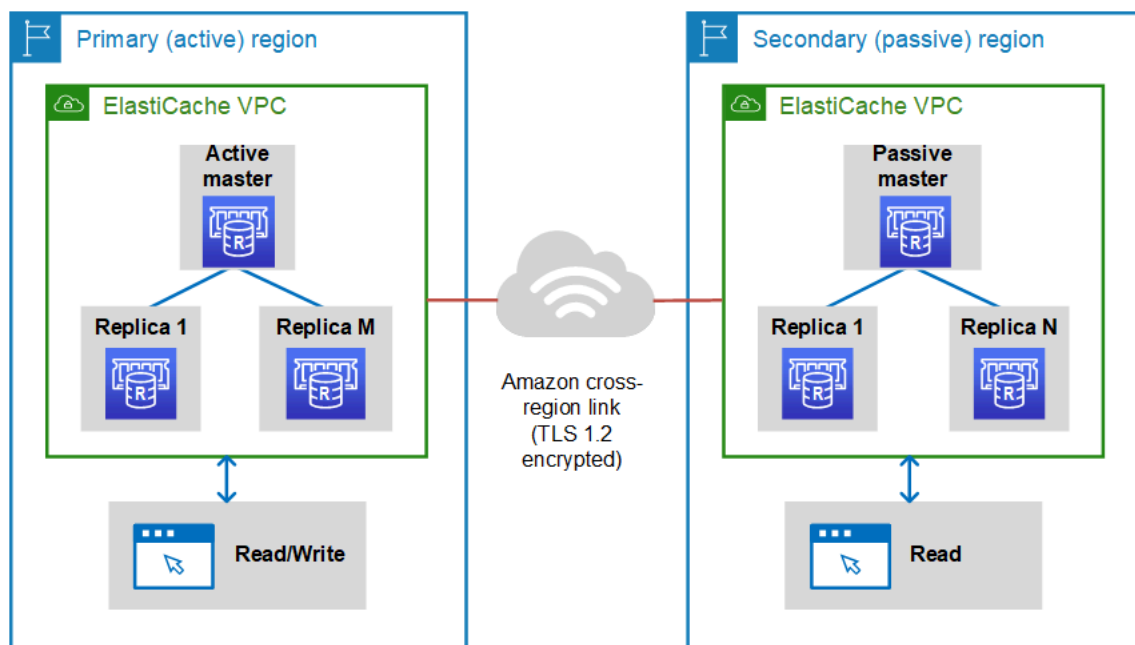 Primary (active) region
ElastiCache VPC
Active
master
R
Replica 1
R
Replica M
R
Read/Write
Amazon cross-
region link
(TLS 1.2
encrypted)
Secondary (passive) region
ElastiCache VPC
Passive
master
R
Replica 1
R
Replica N
R
Read